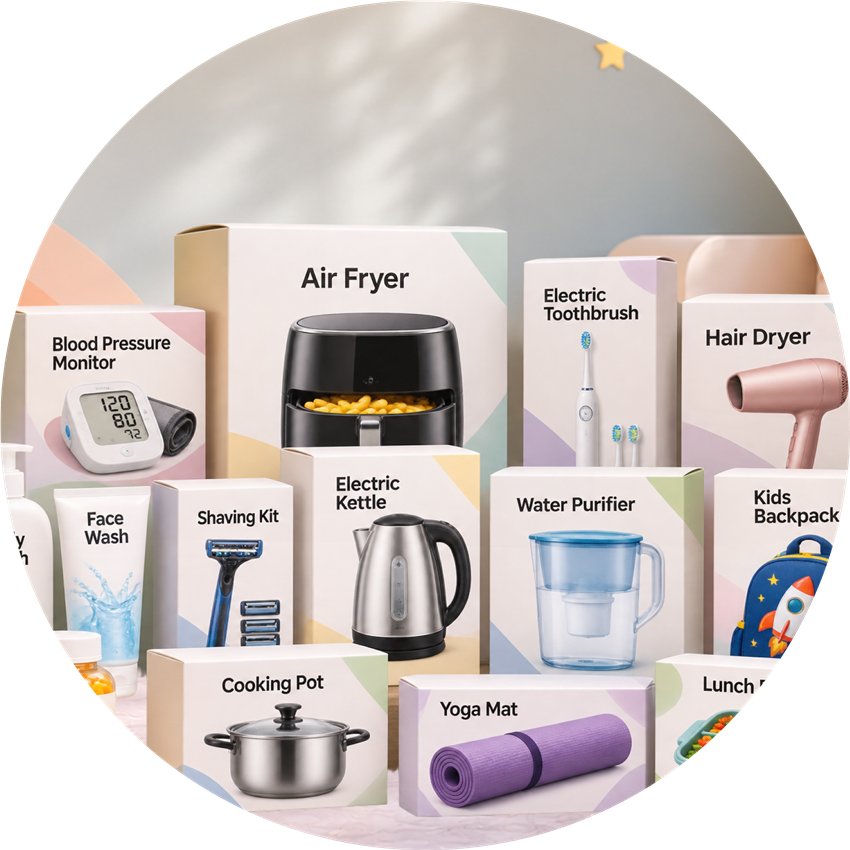 Air Fryer
Electric
Toothbrush
Hair Dryer
Blood Pressure
Monitor
120
80
72
Electric
Kettle
Water Purifier
Kids
Backpack
Face
Wash
Shaving Kit
Cooking Pot
Yoga Mat
Lunch